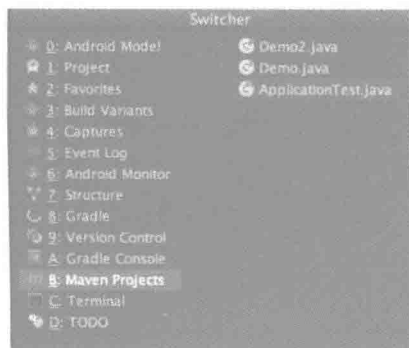 Switcher
0: Android Model
1: Project
2: Favorites
3: Build Variants
4: Captures
5: Event Log
6: Android Monitor
7: Structure
8: Gradle
9: Version Control
A: Gradle Console
B: Maven Projects
C: Terminal
D: TODO
Demo2.java
Demo.java
ApplicationTest.java